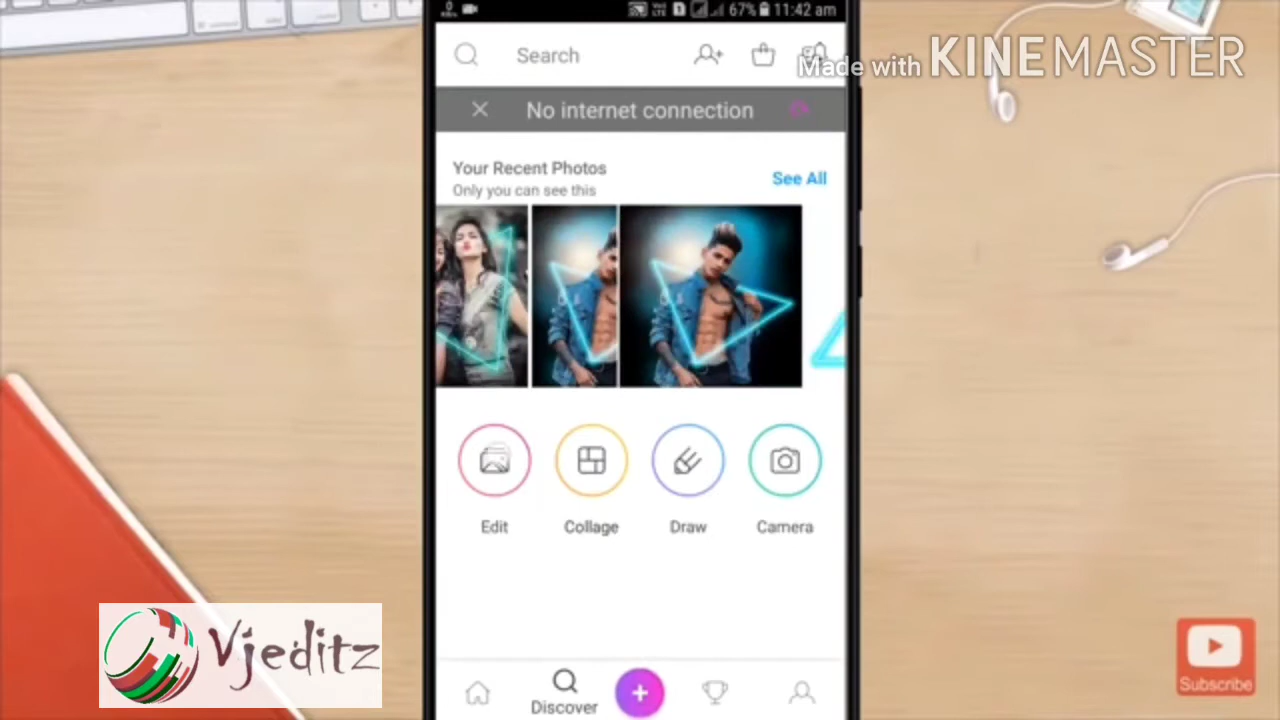 67% 11:42 am
Search
Made with KINEMASTER
No internet connection
Your Recent Photos
Only you can see this
See All
Edit
Collage
Draw
Camera
Vjeditz
Discover
Subscribe